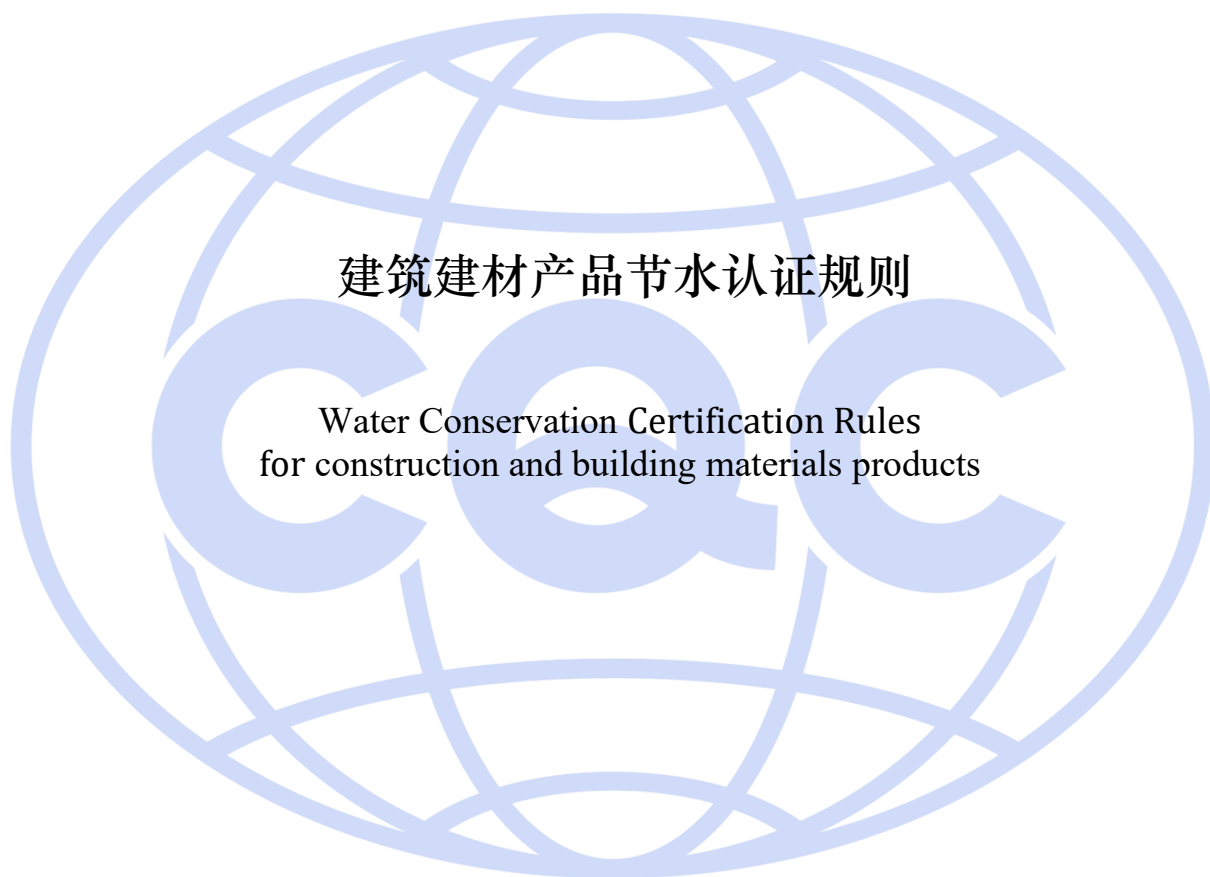 建筑建材产品节水认证规则
CQC
Water Conservation Certification Rules
for construction and building materials products